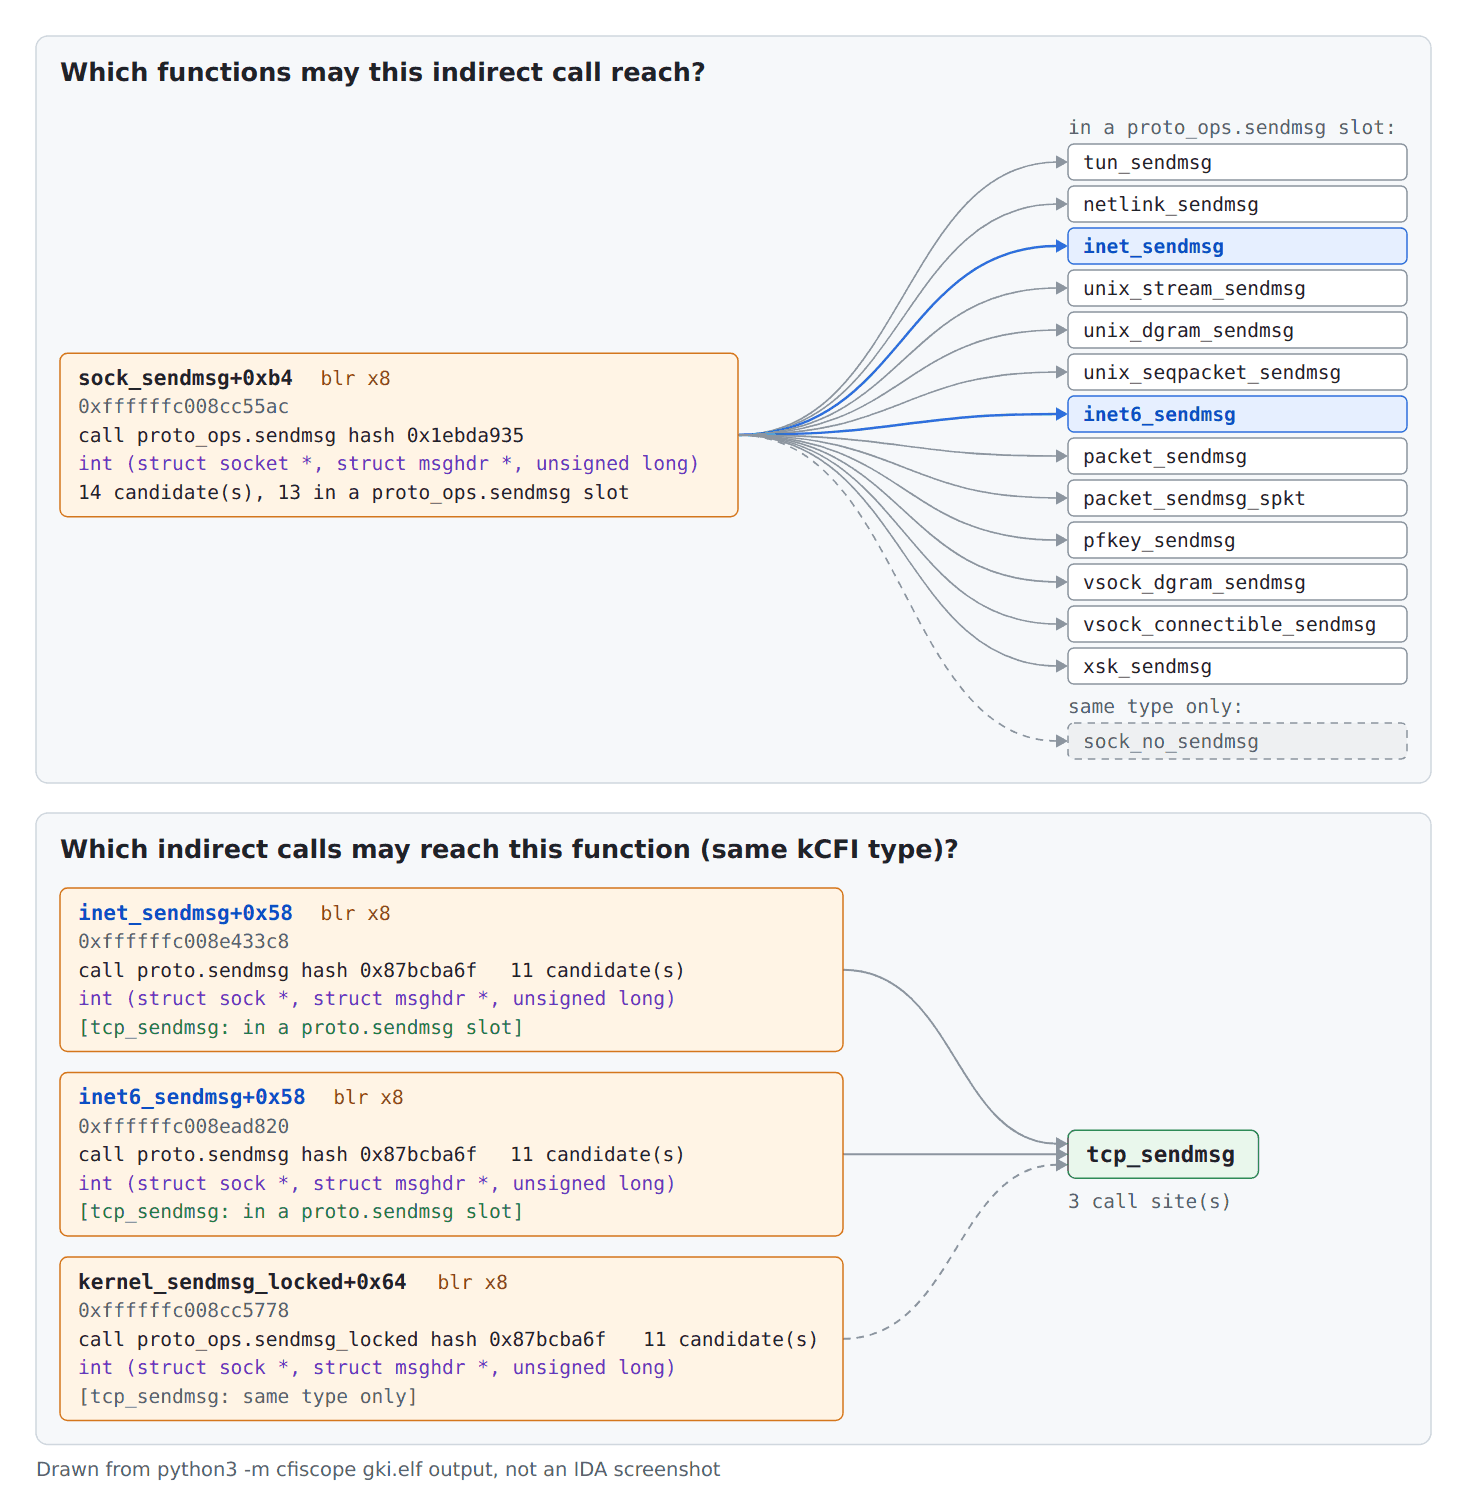 Which functions may this indirect call reach?
in a proto_ops.sendmsg slot:
tun_sendmsg
netlink_sendmsg
inet_sendmsg
unix_stream_sendmsg
unix_dgram_sendmsg
unix_seqpacket_sendmsg
inet6_sendmsg
packet_sendmsg
packet_sendmsg_spkt
pfkey_sendmsg
vsock_dgram_sendmsg
vsock_connectible_sendmsg
xsk_sendmsg
same type only:
sock_no_sendmsg
sock_sendmsg+0xb4 blr x8
0xffffffc008cc55ac
call proto_ops.sendmsg hash 0x1ebda935
int (struct socket *, struct msghdr *, unsigned long)
14 candidate(s), 13 in a proto_ops.sendmsg slot
Which indirect calls may reach this function (same kCFI type)?
inet_sendmsg+0x58 blr x8
0xffffffc008e433c8
call proto.sendmsg hash 0x87bcba6f 11 candidate(s)
int (struct sock *, struct msghdr *, unsigned long)
[tcp_sendmsg: in a proto.sendmsg slot]
inet6_sendmsg+0x58 blr x8
0xffffffc008ead820
call proto.sendmsg hash 0x87bcba6f 11 candidate(s)
int (struct sock *, struct msghdr *, unsigned long)
[tcp_sendmsg: in a proto.sendmsg slot]
kernel_sendmsg_locked+0x64 blr x8
0xffffffc008cc5778
call proto_ops.sendmsg_locked hash 0x87bcba6f 11 candidate(s)
int (struct sock *, struct msghdr *, unsigned long)
[tcp_sendmsg: same type only]
tcp_sendmsg
3 call site(s)
Drawn from python3 -m cfiscope gki.elf output, not an IDA screenshot